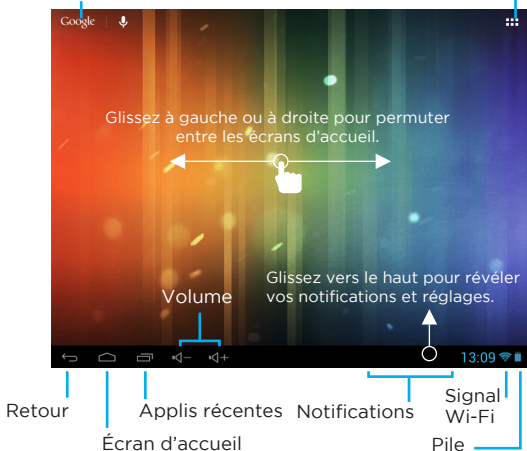 Google
Glissez à gauche ou à droite pour permuter
entre les écrans d'accueil.
Glissez vers le haut pour révéler
vos notifications et réglages.
Volume
13:09
Retour
Applis récentes
Notifications
Signal
Wi-Fi
Écran d'accueil
Pile